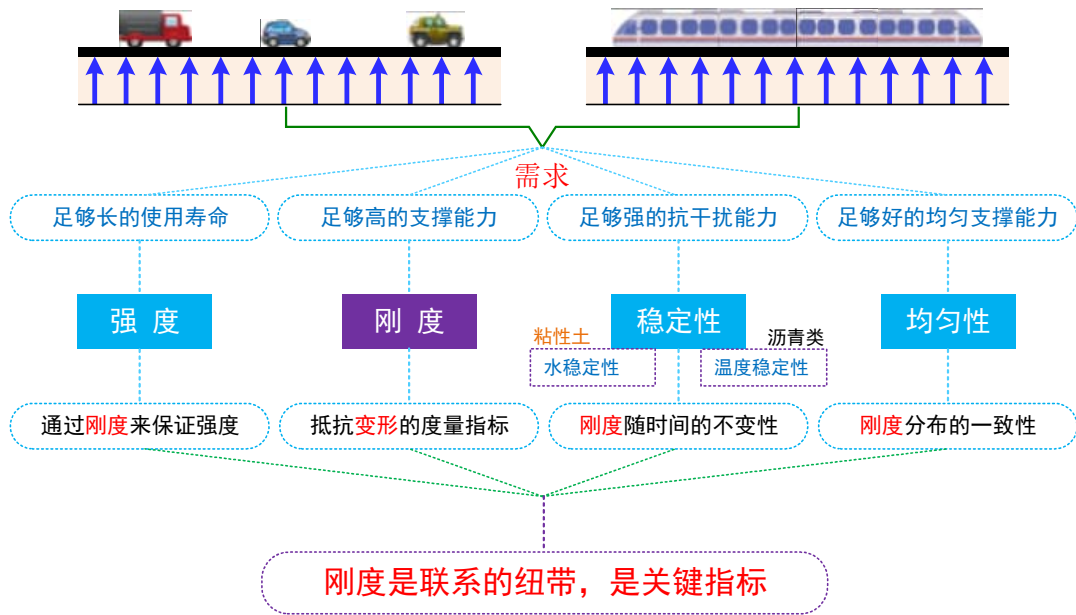 需求
足够长的使用寿命
足够高的支撑能力
足够强的抗干扰能力
足够好的均匀支撑能力
强 度
刚 度
稳定性
均匀性
粘性土
沥青类
水稳定性
温度稳定性
通过刚度来保证强度
抵抗变形的度量指标
刚度随时间的不变性
刚度分布的一致性
刚度是联系的纽带，是关键指标